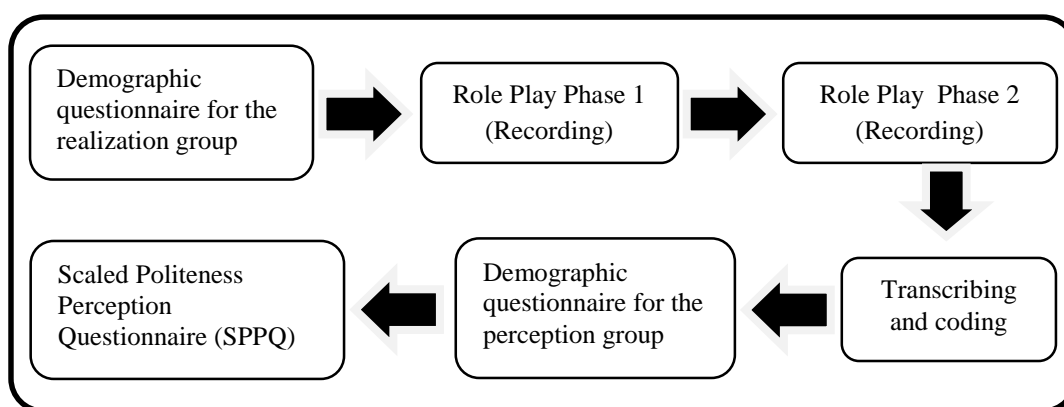 Demographic
questionnaire for the
realization group
Role Play Phase 1
(Recording)
Role Play Phase 2
(Recording)
Transcribing
and coding
Demographic
questionnaire for the
perception group
Scaled Politeness
Perception
Questionnaire (SPPQ)